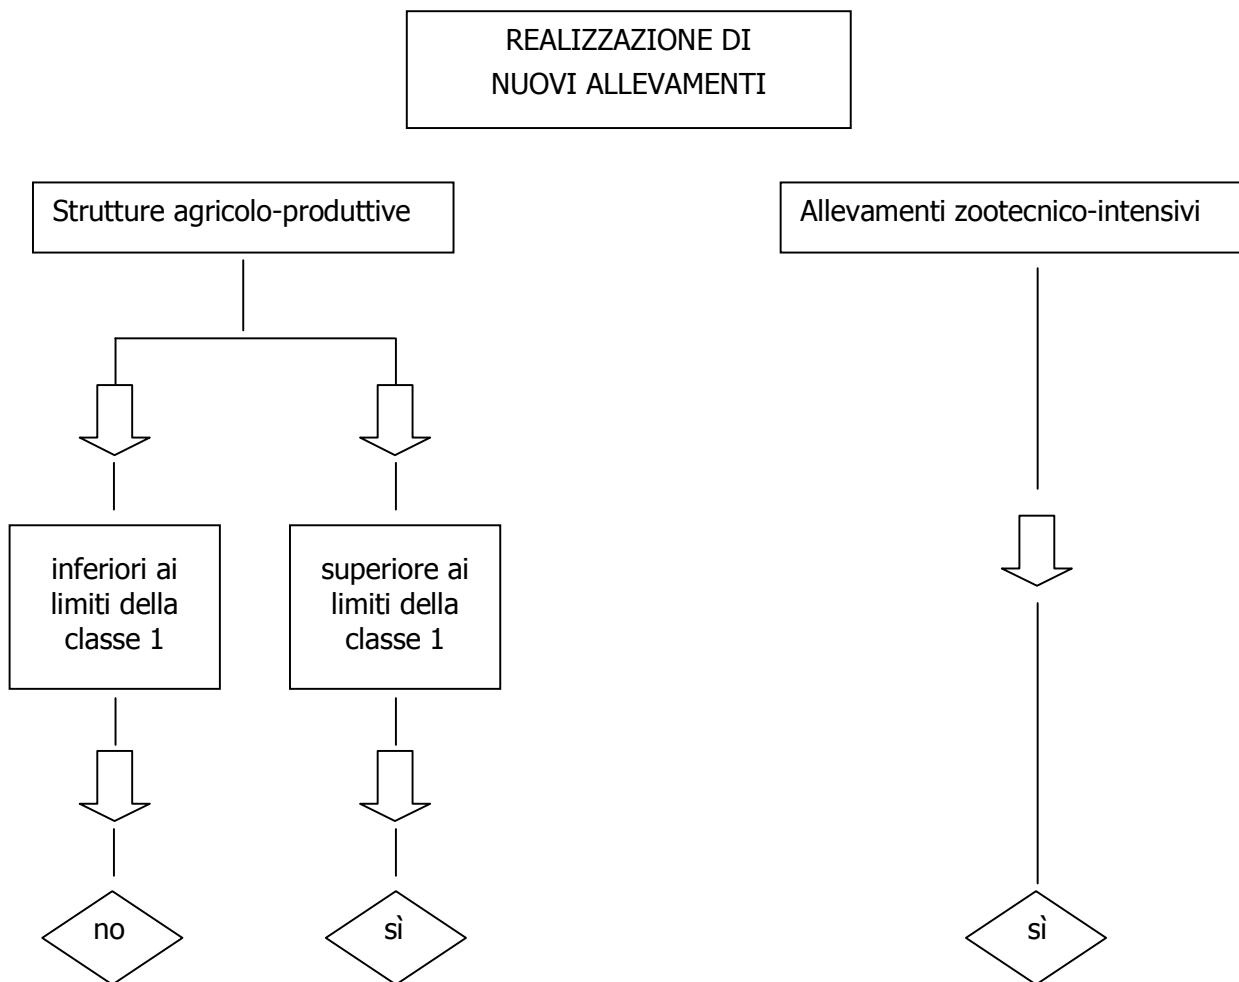 REALIZZAZIONE DI
NUOVI ALLEVAMENTI
Strutture agricolo-produttive
Allevamenti zootecnico-intensivi
inferiori ai
limiti della
classe 1
superiore ai
limiti della
classe 1
no
sì
sì